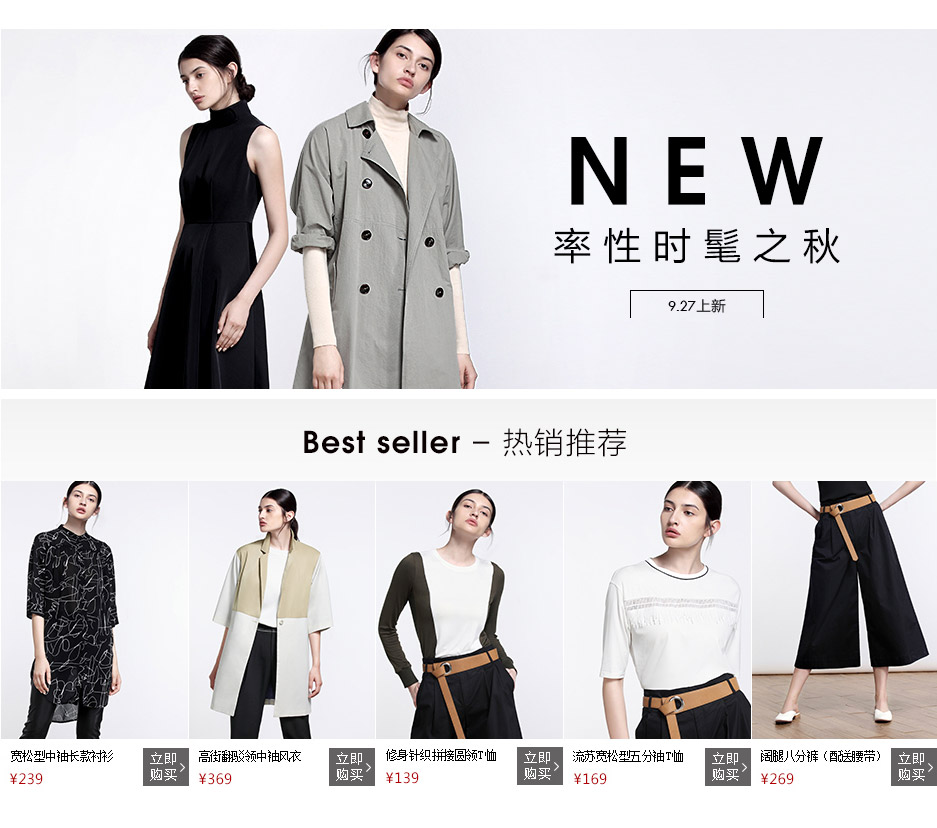 NEW
率性时髦之秋
9.27上新
Best seller – 热销推荐
宽松型中袖长款衬衫
¥239
立即
购买
高街翻驳领中袖风衣
¥369
立即
购买
修身针织拼接圆领T恤
¥139
立即
购买
流苏宽松型五分袖T恤
¥169
立即
购买
阔腿八分裤（配送腰带）
¥269
立即
购买